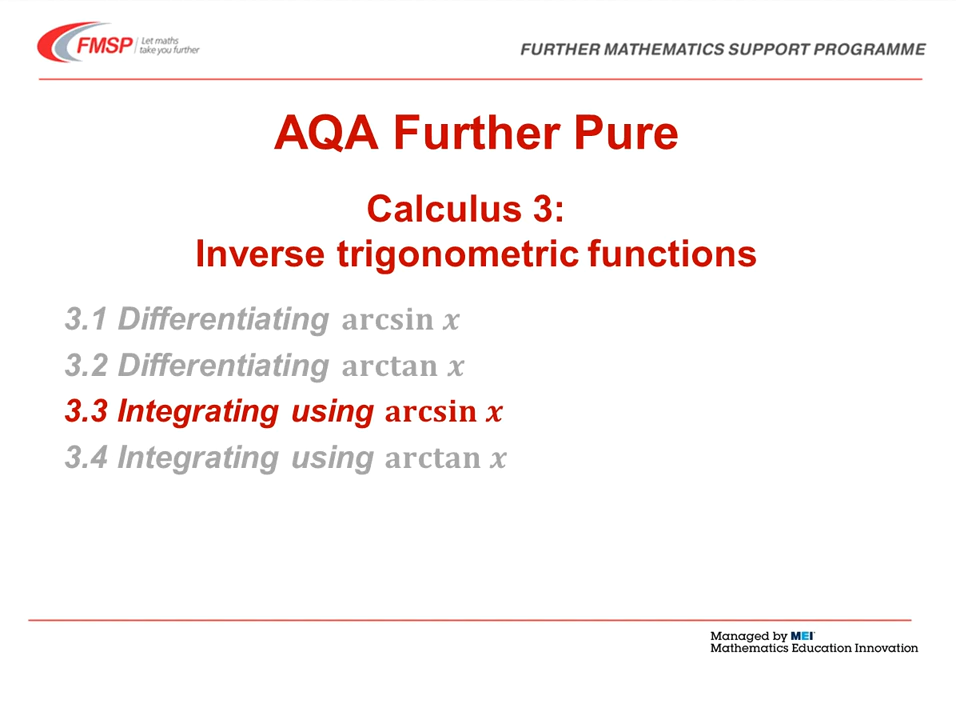 FMSP
Let maths
take you further
FURTHER MATHEMATICS SUPPORT PROGRAMME
AQA Further Pure
Calculus 3:
Inverse trigonometric functions
3.1 Differentiating arcsin x
3.2 Differentiating arctan x
3.3 Integrating using arcsin x
3.4 Integrating using arctan x
Managed by MEI
Mathematics Education Innovation